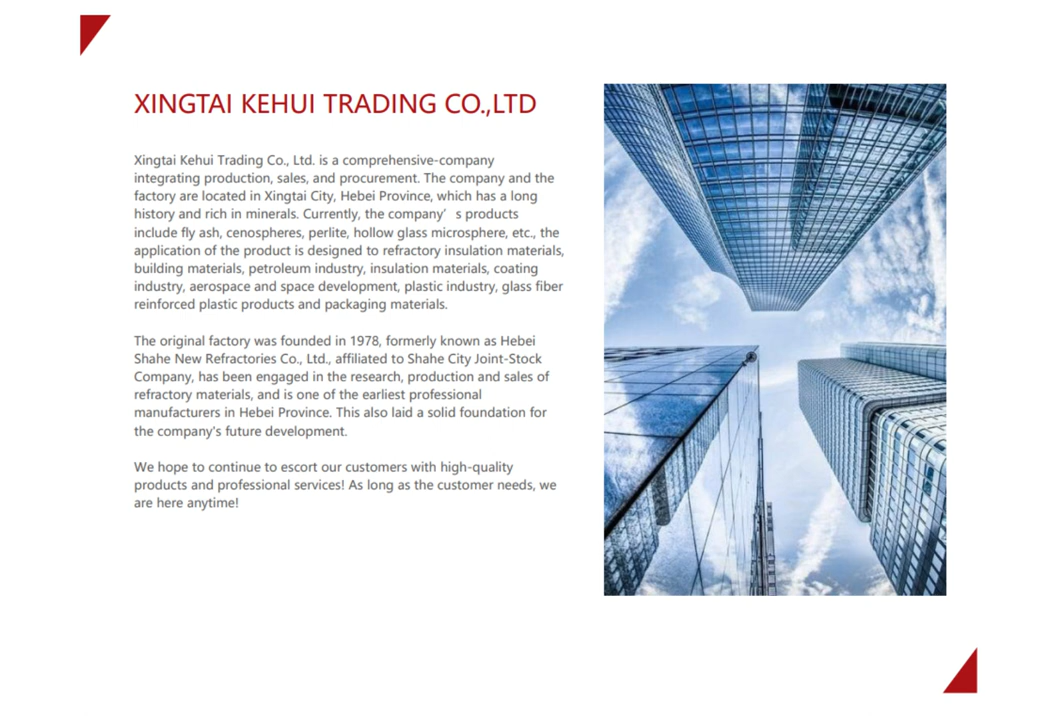 XINGTAI KEHUI TRADING CO.,LTD
Xingtai Kehui Trading Co., Ltd. is a comprehensive-company
integrating production, sales, and procurement. The company and the
factory are located in Xingtai City, Hebei Province, which has a long
history and rich in minerals. Currently, the company’ s products
include fly ash, cenospheres, perlite, hollow glass microsphere, etc., the
application of the product is designed to refractory insulation materials,
building materials, petroleum industry, insulation materials, coating
industry, aerospace and space development, plastic industry, glass fiber
reinforced plastic products and packaging materials.
The original factory was founded in 1978, formerly known as Hebei
Shahe New Refractories Co., Ltd., affiliated to Shahe City Joint-Stock
Company, has been engaged in the research, production and sales of
refractory materials, and is one of the earliest professional
manufacturers in Hebei Province. This also laid a solid foundation for
the company's future development.
We hope to continue to escort our customers with high-quality
products and professional services! As long as the customer needs, we
are here anytime!